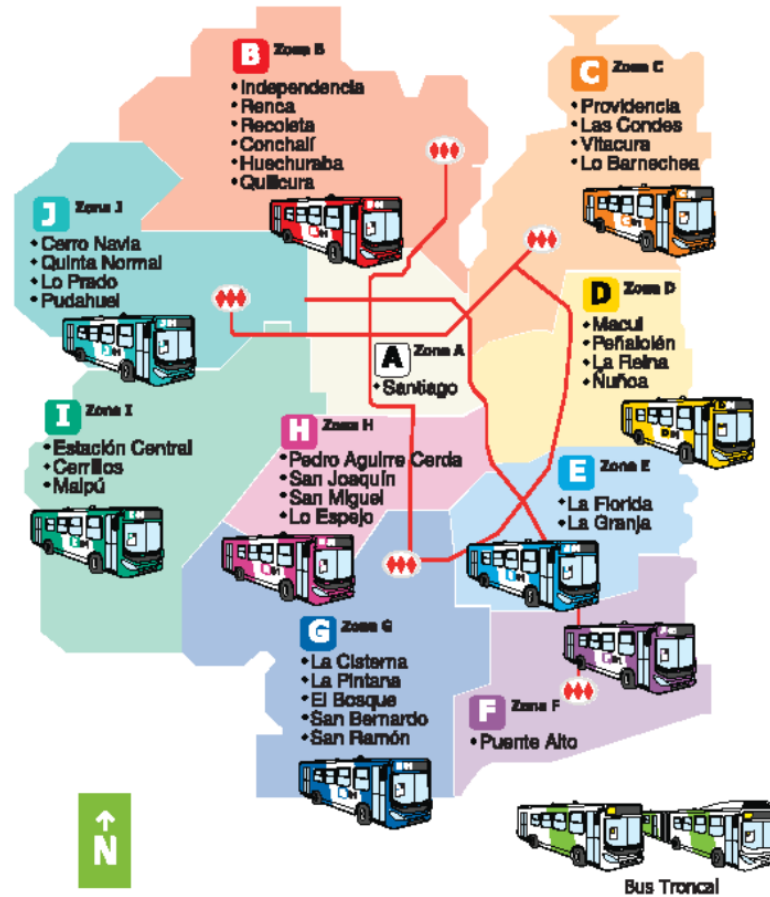 B Zona B
Independencia
Renca
Recoleta
Conchalí
Huechuraba
Quilicura
C Zona C
Providencia
Las Condes
Vitacura
Lo Barnechea
J Zona J
Cerro Navia
Quinta Normal
Lo Prado
Pudahuel
D Zona D
Macul
Peñalolén
La Reina
Ñuñoa
A Zona A
Santiago
I Zona I
Estación Central
Cerrillos
Maipú
H Zona H
Pedro Aguirre Cerda
San Joaquín
San Miguel
Lo Espejo
E Zona E
La Florida
La Granja
G Zona G
La Cisterna
La Pintana
El Bosque
San Bernardo
San Ramón
F Zona F
Puente Alto
N
Bus Troncal